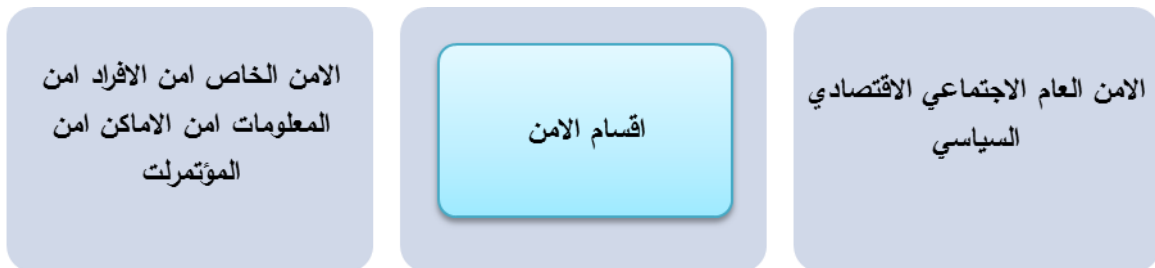 الامن العام الاجتماعي الاقتصادي
السياسي
اقسام الامن
الامن الخاص امن الافراد امن
المعلومات امن الاماكن امن
المؤتمرلت